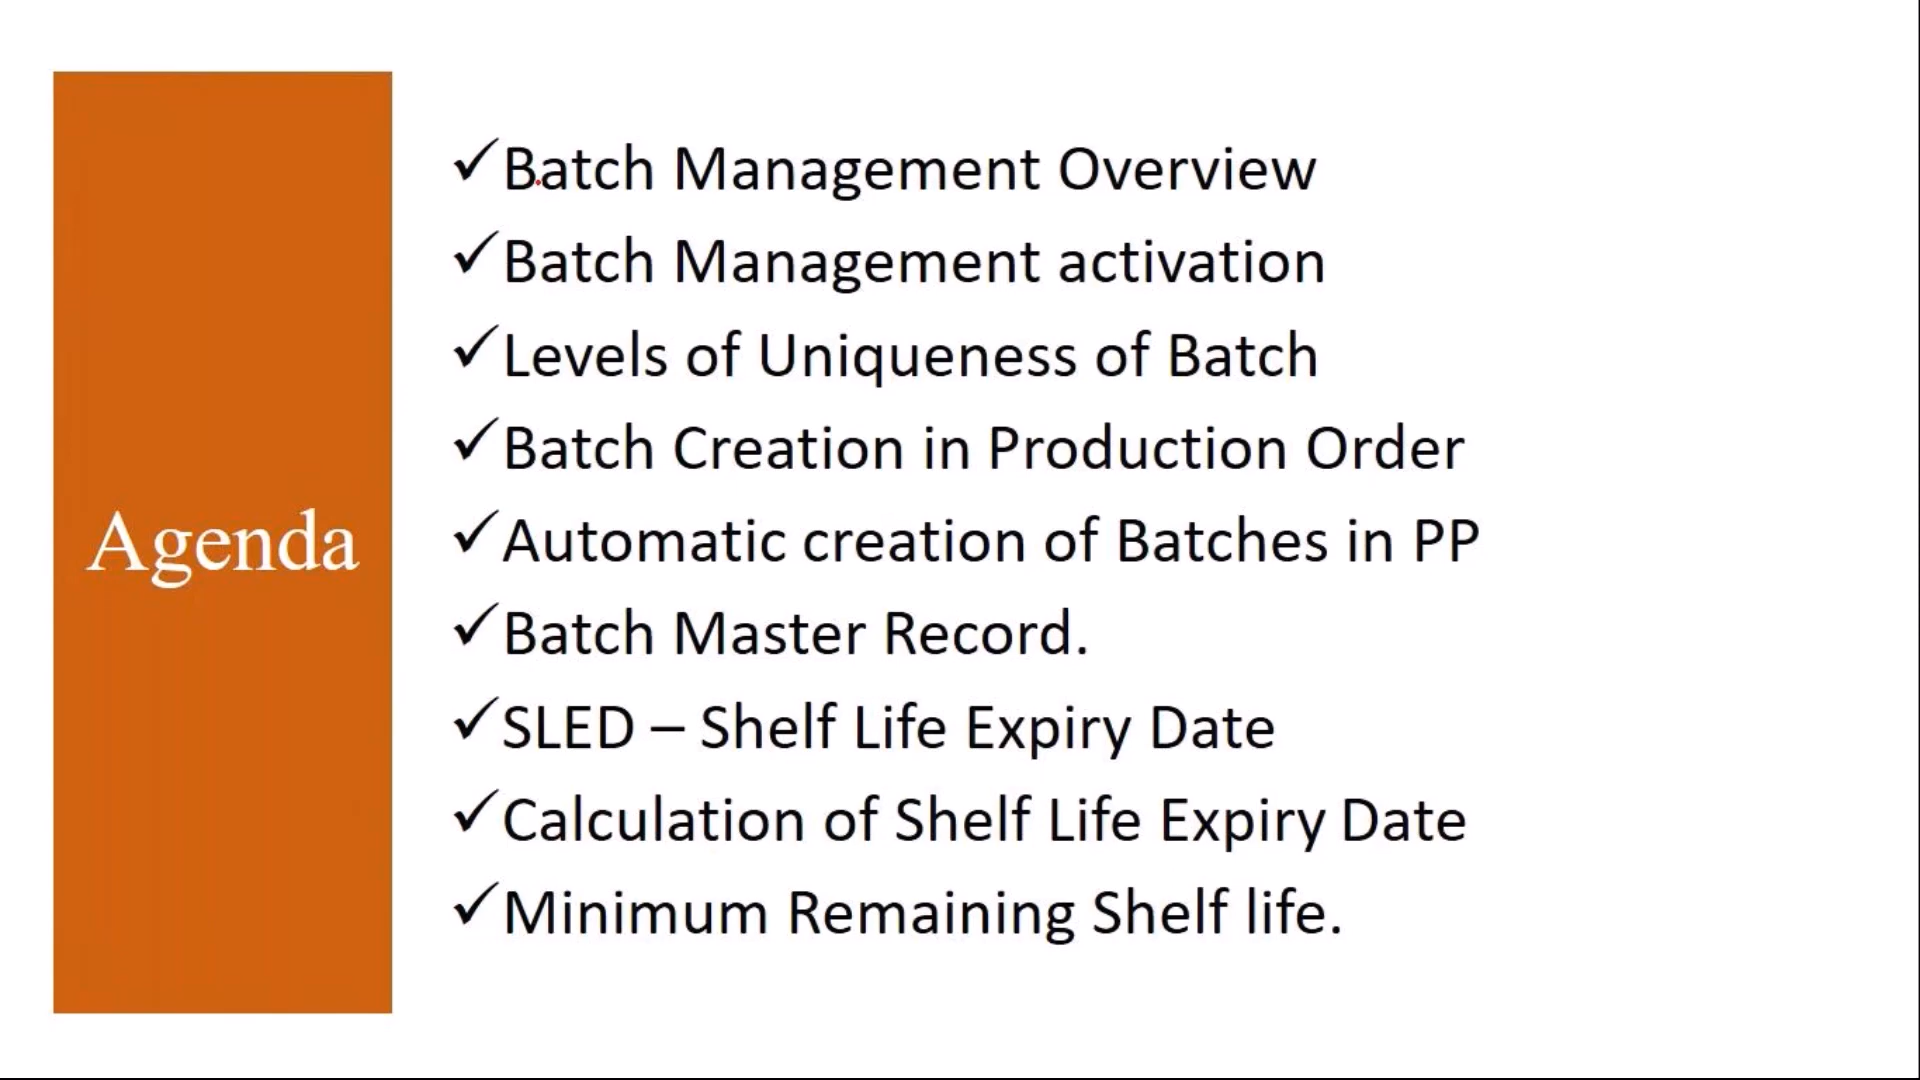 Agenda
Batch Management Overview
Batch Management activation
Levels of Uniqueness of Batch
Batch Creation in Production Order
Automatic creation of Batches in PP
Batch Master Record.
SLED – Shelf Life Expiry Date
Calculation of Shelf Life Expiry Date
Minimum Remaining Shelf life.